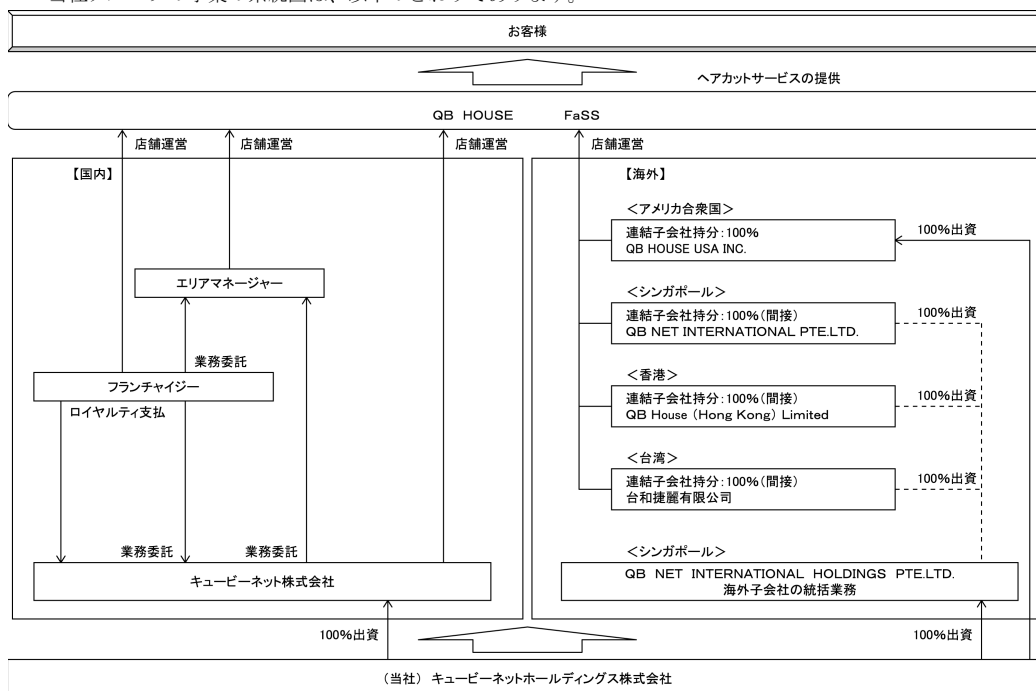 当社グループの事業の系統図は、以下のとおりであります。
お客様
ヘアカットサービスの提供
QB HOUSE　FaSS
店舗運営
店舗運営
店舗運営
店舗運営
【国内】
エリアマネージャー
業務委託
フランチャイジー
ロイヤルティ支払
業務委託
業務委託
キュービーネット株式会社
100%出資
【海外】
＜アメリカ合衆国＞
連結子会社持分：100%
QB HOUSE USA INC.
100%出資
＜シンガポール＞
連結子会社持分：100%（間接）
QB NET INTERNATIONAL PTE.LTD.
100%出資
＜香港＞
連結子会社持分：100%（間接）
QB House (Hong Kong) Limited
100%出資
＜台湾＞
連結子会社持分：100%（間接）
台和捷麗有限公司
100%出資
＜シンガポール＞
QB NET INTERNATIONAL HOLDINGS PTE.LTD.
海外子会社の統括業務
100%出資
（当社） キュービーネットホールディングス株式会社